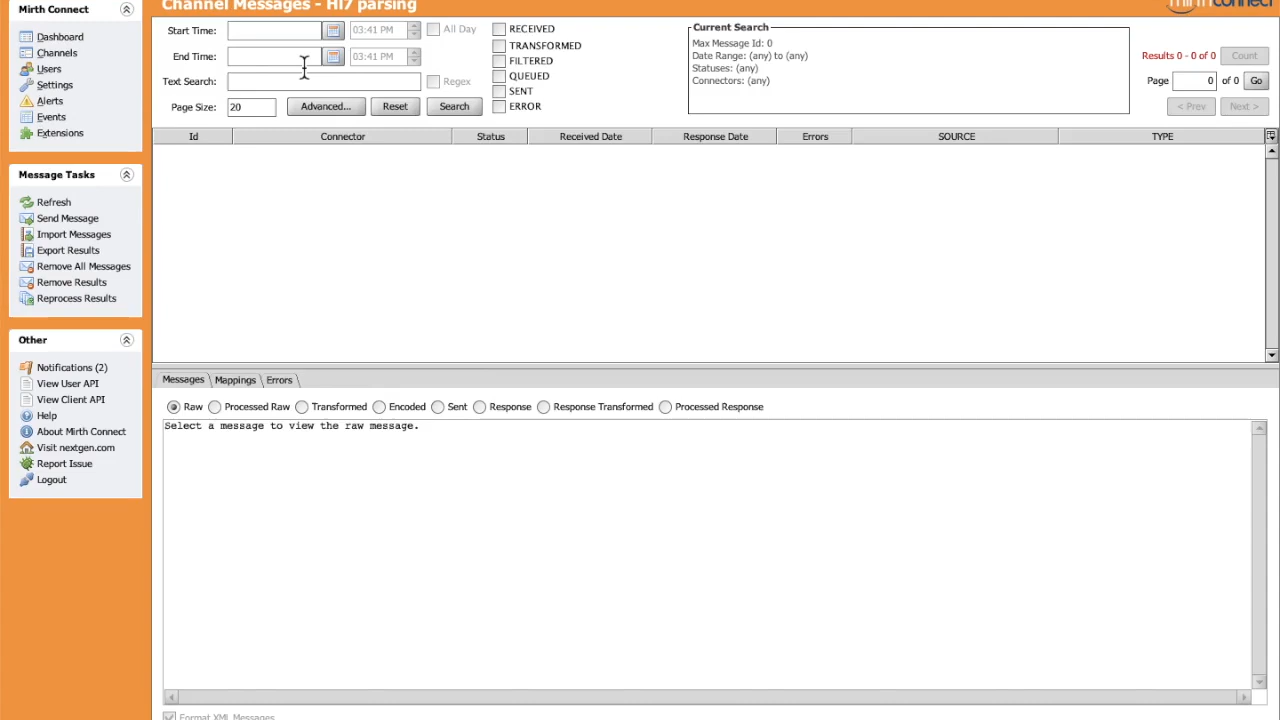 Mirth Connect
Dashboard
Channels
Users
Settings
Alerts
Events
Extensions
Message Tasks
Refresh
Send Message
Import Messages
Export Results
Remove All Messages
Remove Results
Reprocess Results
Other
Notifications (2)
View User API
View Client API
Help
About Mirth Connect
Visit nextgen.com
Report Issue
Logout
Channel Messages - Hl7 parsing
mirth connect
Start Time: 03:41 PM All Day
End Time: 03:41 PM
Text Search: Regex
Page Size: 20 Advanced... Reset Search
RECEIVED
TRANSFORMED
FILTERED
QUEUED
SENT
ERROR
Current Search
Max Message Id: 0
Date Range: (any) to (any)
Statuses: (any)
Connectors: (any)
Results 0 - 0 of 0 Count
Page 0 of 0 Go
< Prev Next >
Id Connector Status Received Date Response Date Errors SOURCE TYPE
Messages Mappings Errors
Raw Processed Raw Transformed Encoded Sent Response Response Transformed Processed Response
Select a message to view the raw message.
Format XML Messages